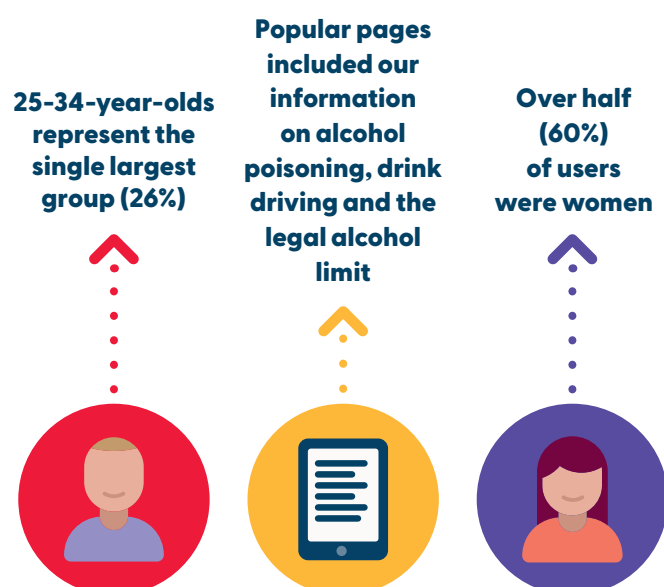 25-34-year-olds
represent the
single largest
group (26%)
Popular pages
included our
information
on alcohol
poisoning, drink
driving and the
legal alcohol
limit
Over half
(60%)
of users
were women